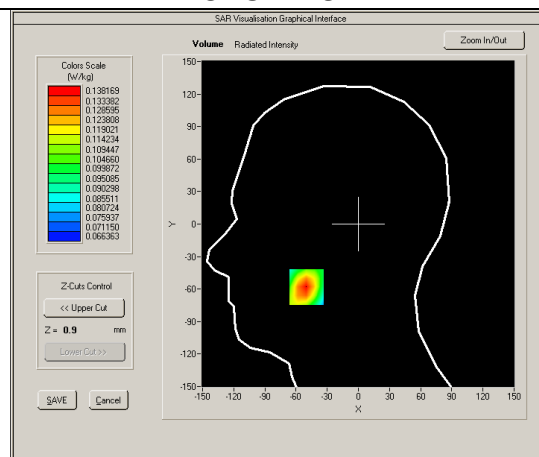 SAR Visualisation Graphical Interface
Volume Radiated Intensity
Zoom In/Out
Colors Scale
(W/kg)
0.138169
0.133382
0.128595
0.123808
0.119021
0.114234
0.109447
0.104660
0.099872
0.095085
0.090298
0.085511
0.080724
0.075937
0.071150
0.066363
Z-Cuts Control
<< Upper Cut
Z = 0.9 mm
Lower Cut >>
SAVE Cancel
150-
120-
90-
60-
30-
Y 0-
-30-
-60-
-90-
-120-
-150-
-150 -120 -90 -60 -30 0 30 60 90 120 150
X